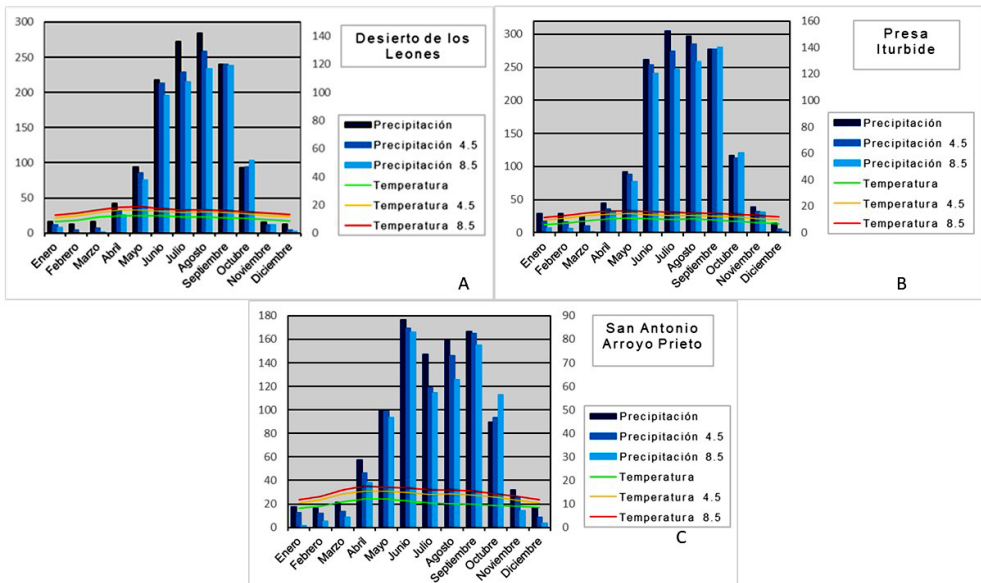 300
250
200
150
100
50
0
140
120
100
80
60
40
20
0
Desierto de los
Leones
Precipitación
Precipitación 4.5
Precipitación 8.5
Temperatura
Temperatura 4.5
Temperatura 8.5
Enero
Febrero
Marzo
Abril
Mayo
Junio
Julio
Agosto
Septiembre
Octubre
Noviembre
Diciembre
A
300
250
200
150
100
50
0
160
140
120
100
80
60
40
20
0
Presa
Iturbide
Precipitación
Precipitación 4.5
Precipitación 8.5
Temperatura
Temperatura 4.5
Temperatura 8.5
Enero
Febrero
Marzo
Abril
Mayo
Junio
Julio
Agosto
Septiembre
Octubre
Noviembre
Diciembre
B
180
160
140
120
100
80
60
40
20
0
90
80
70
60
50
40
30
20
10
0
San Antonio
Arroyo Prieto
Precipitación
Precipitación 4.5
Precipitación 8.5
Temperatura
Temperatura 4.5
Temperatura 8.5
Enero
Febrero
Marzo
Abril
Mayo
Junio
Julio
Agosto
Septiembre
Octubre
Noviembre
Diciembre
C